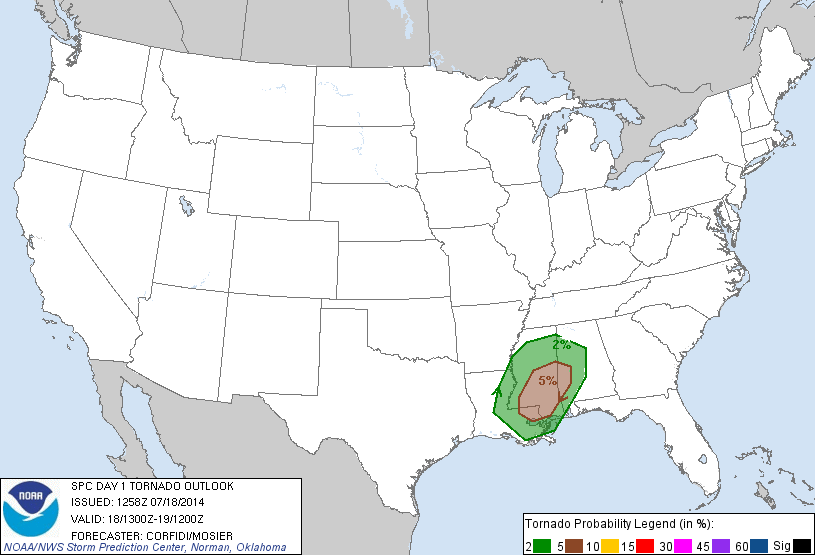 2%
5%
NOAA
SPC DAY 1 TORNADO OUTLOOK
ISSUED: 1258Z 07/18/2014
VALID: 18/1300Z-19/1200Z
FORECASTER: CORFIDI/MOSIER
NOAA/NWS Storm Prediction Center, Norman, Oklahoma
Tornado Probability Legend (in %):
2 5 10 15 30 45 60 Sig